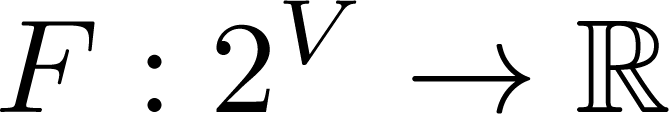 F : 2^V → ℝ